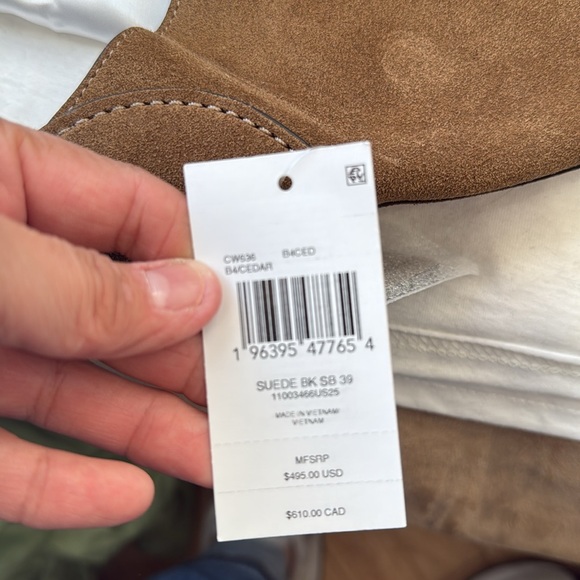 CW636 B4CED
B4/CEDAR
1 96395 47765 4
SUEDE BK SB 39
11003466US25
MADE IN VIETNAM/
VIETNAM
MFSRP
$495.00 USD
$610.00 CAD